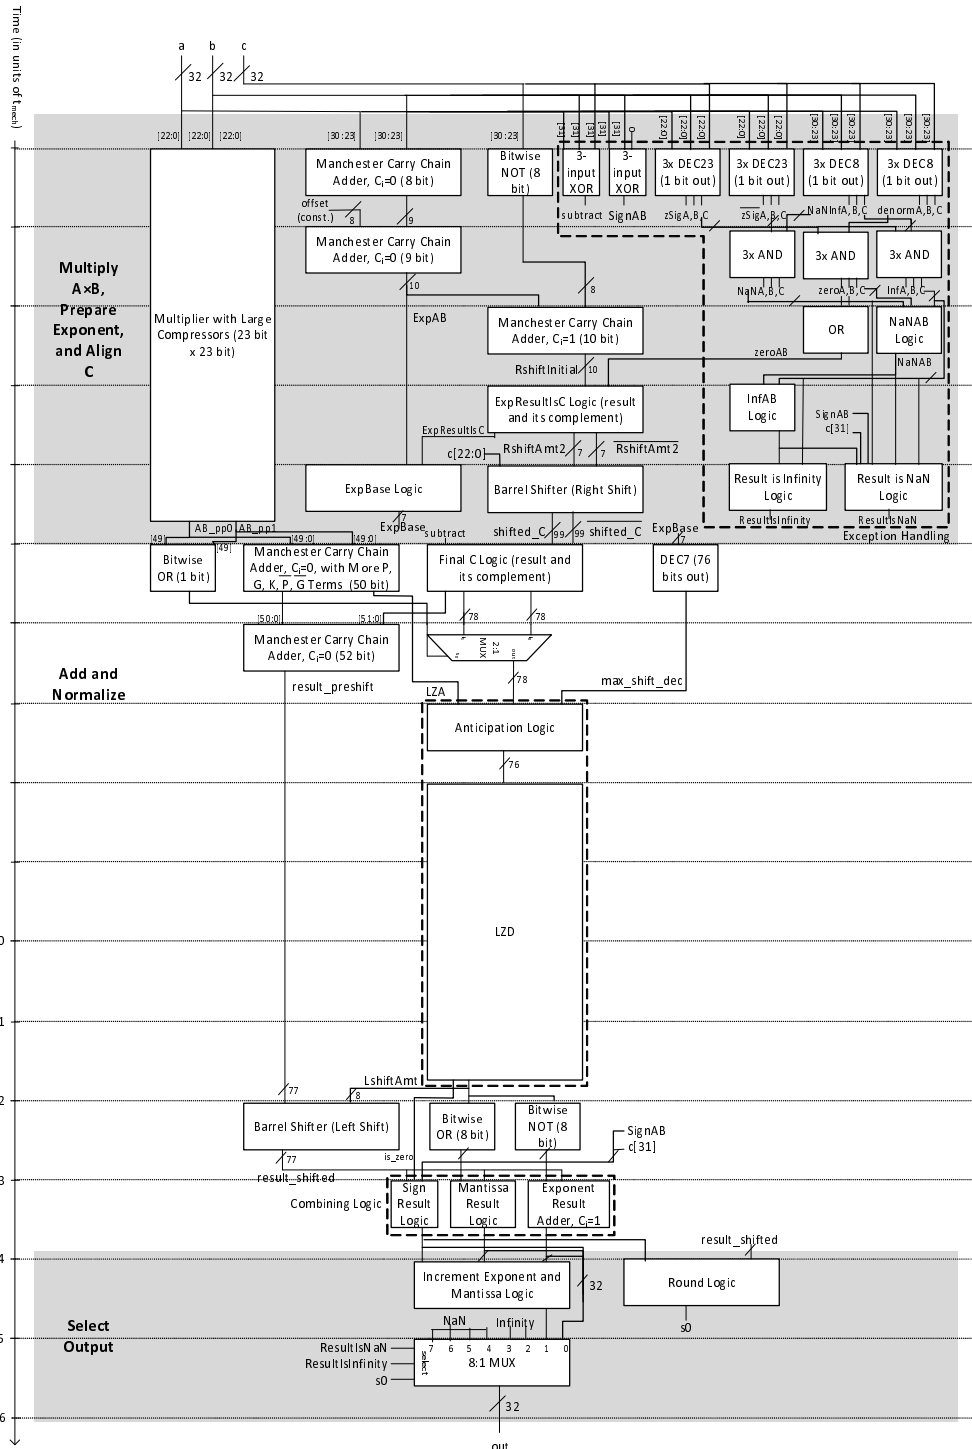 Time (in units of tmech)
a
b
c
32
32
32
[22:0]
[22:0]
[22:0]
[30:23]
[30:23]
[30:23]
[31]
[31]
[31]
[31]
[31]
[22:0]
[22:0]
[22:0]
[22:0]
[22:0]
[22:0]
[30:23]
[30:23]
[30:23]
[30:23]
[30:23]
[30:23]
Manchester Carry Chain
Adder, Ci=0 (8 bit)
Bitwise
NOT (8
bit)
3-
input
XOR
3-
input
XOR
3x DEC23
(1 bit out)
3x DEC23
(1 bit out)
3x DEC8
(1 bit out)
3x DEC8
(1 bit out)
offset
(const.)
8
9
subtract
SignAB
zSigA,B,C
zSigA,B,C
NaNInfA,B,C
denormA,B,C
Manchester Carry Chain
Adder, Ci=0 (9 bit)
3x AND
3x AND
3x AND
Multiply
A×B,
Prepare
Exponent,
and Align
C
10
8
NaNA,B,C
zeroA,B,C
InfA,B,C
ExpAB
Multiplier with Large
Compressors (23 bit
x 23 bit)
Manchester Carry Chain
Adder, Ci=1 (10 bit)
OR
NaNAB
Logic
zeroAB
NaNAB
RshiftInitial
10
ExpResultIsC Logic (result
and its complement)
InfAB
Logic
SignAB
c[31]
ExpResultIsC
c[22:0]
RshiftAmt2
7
7
RshiftAmt2
ExpBase Logic
Barrel Shifter (Right Shift)
Result is Infinity
Logic
Result is NaN
Logic
7
ExpBase
ResultIsInfinity
ResultIsNaN
AB_pp0
AB_pp1
subtract
shifted_C
99
99
shifted_C
ExpBase
7
Exception Handling
[49]
[49]
[49:0]
[49:0]
Bitwise
OR (1 bit)
Manchester Carry Chain
Adder, Ci=0, with More P,
G, K, P, G Terms (50 bit)
Final C Logic (result and
its complement)
DEC7 (76
bits out)
[50:0]
[51:0]
78
78
Manchester Carry Chain
Adder, Ci=0 (52 bit)
2:1
MUX
out
Add and
Normalize
result_preshift
78
LZA
max_shift_dec
Anticipation Logic
76
LZD
0
1
77
8
LshiftAmt
2
Barrel Shifter (Left Shift)
Bitwise
OR (8 bit)
Bitwise
NOT (8
bit)
SignAB
c[31]
77
is_zero
result_shifted
3
Combining Logic
Sign
Result
Logic
Mantissa
Result
Logic
Exponent
Result
Adder, Ci=1
result_shifted
4
Increment Exponent and
Mantissa Logic
32
Round Logic
Select
Output
NaN
Infinity
s0
5
ResultIsNaN
ResultIsInfinity
s0
7 6 5 4 3 2 1 0
select
8:1 MUX
32
6
out